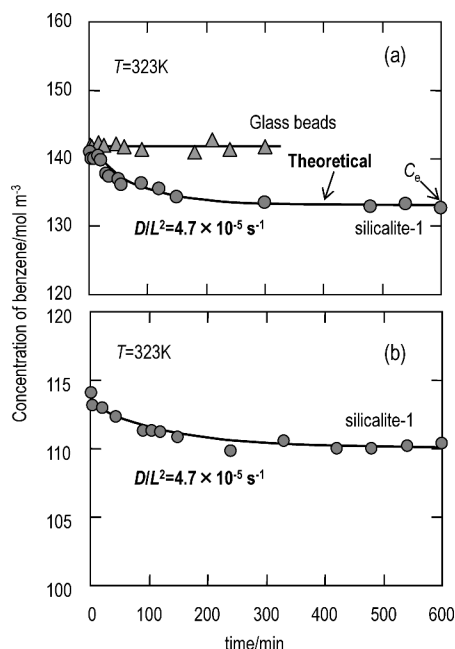 Concentration of benzene/mol m⁻³
160
150
140
130
120
(a)
T=323K
Glass beads
Theoretical
Cₑ
D/L²=4.7 × 10⁻⁵ s⁻¹
silicalite-1
120
115
110
105
100
(b)
T=323K
silicalite-1
D/L²=4.7 × 10⁻⁵ s⁻¹
0 100 200 300 400 500 600
time/min